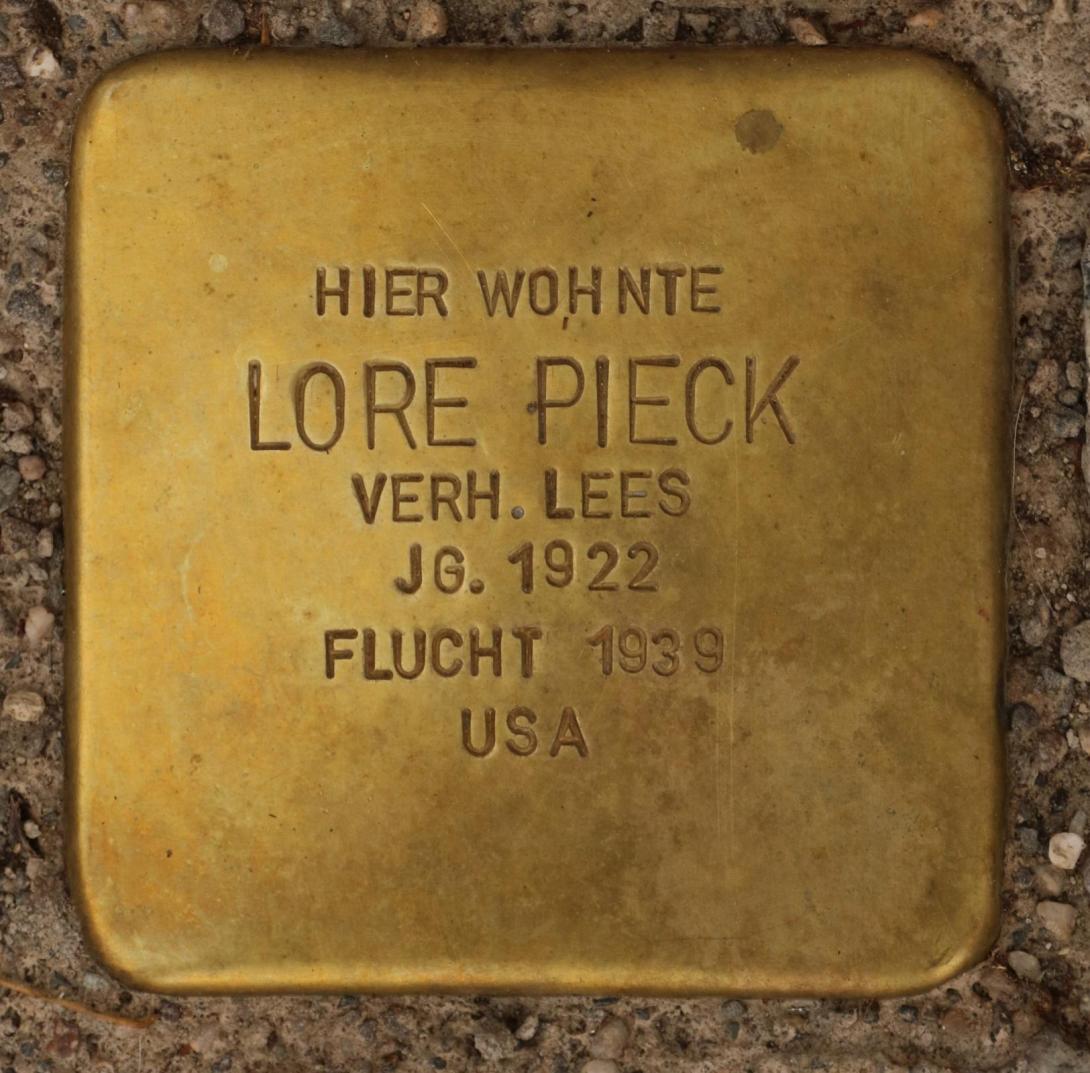 HIER WOHNTE
LORE PIECK
VERH. LEES
JG. 1922
FLUCHT 1939
USA